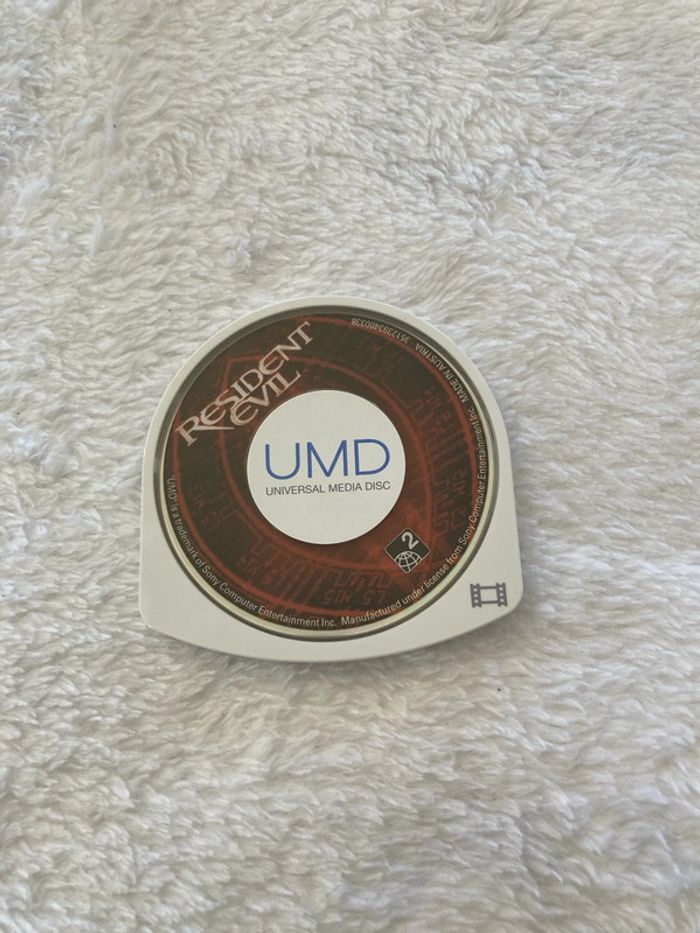 RESIDENT
EVIL
UMD
UNIVERSAL MEDIA DISC
2
"UMD" is a trademark of Sony Computer Entertainment Inc. Manufactured under license from Sony Computer Entertainment Inc. MADE IN AUSTRIA
3512393400338